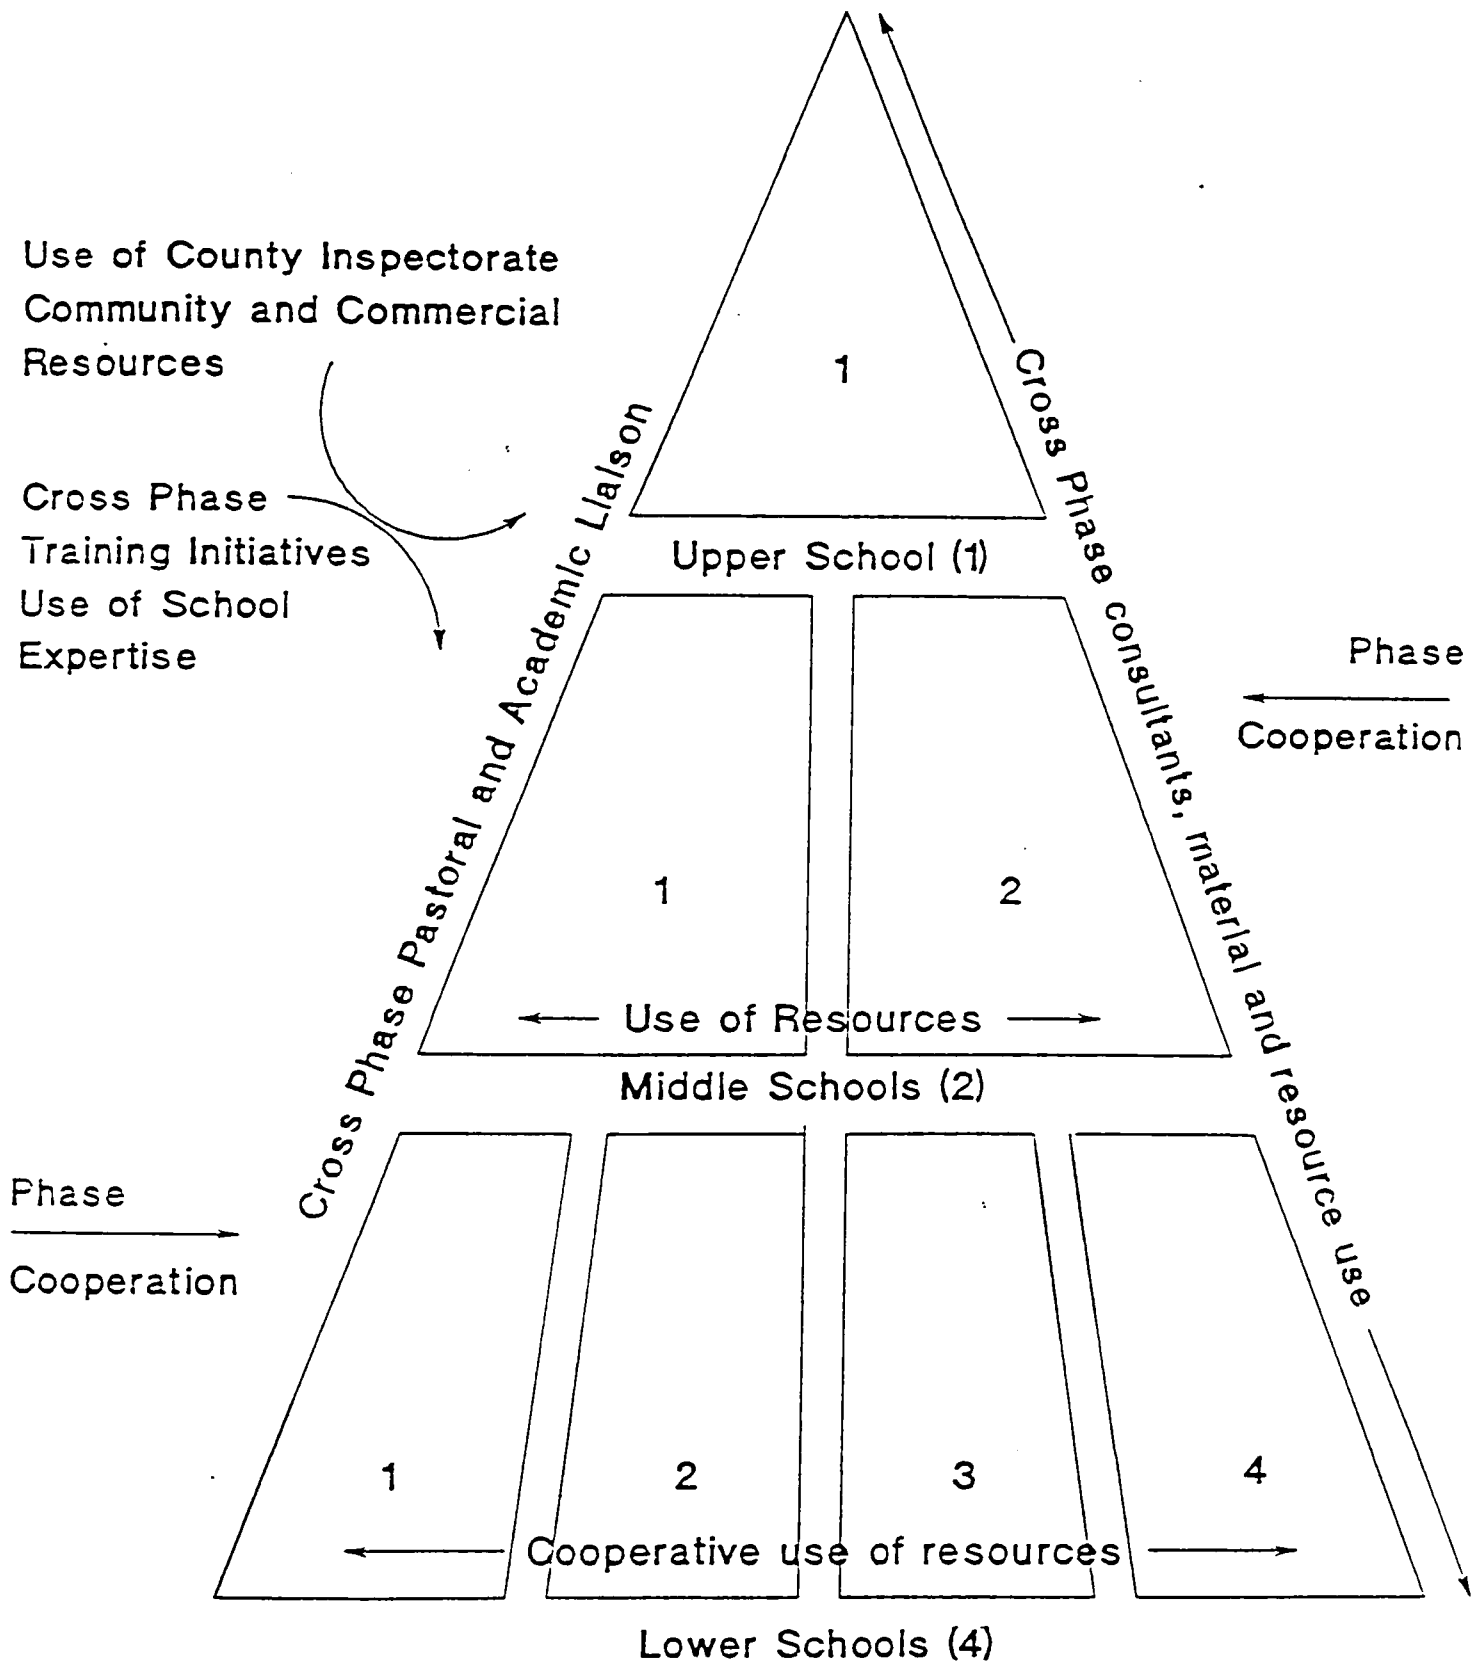 Use of County Inspectorate
Community and Commercial
Resources
Cross Phase
Training Initiatives
Use of School
Expertise
Cross Phase Pastoral and Academic Liaison
1
Upper School (1)
Cross Phase consultants, material and resource use
Phase
Cooperation
1
2
Use of Resources
Middle Schools (2)
Phase
Cooperation
1
2
3
4
Cooperative use of resources
Lower Schools (4)